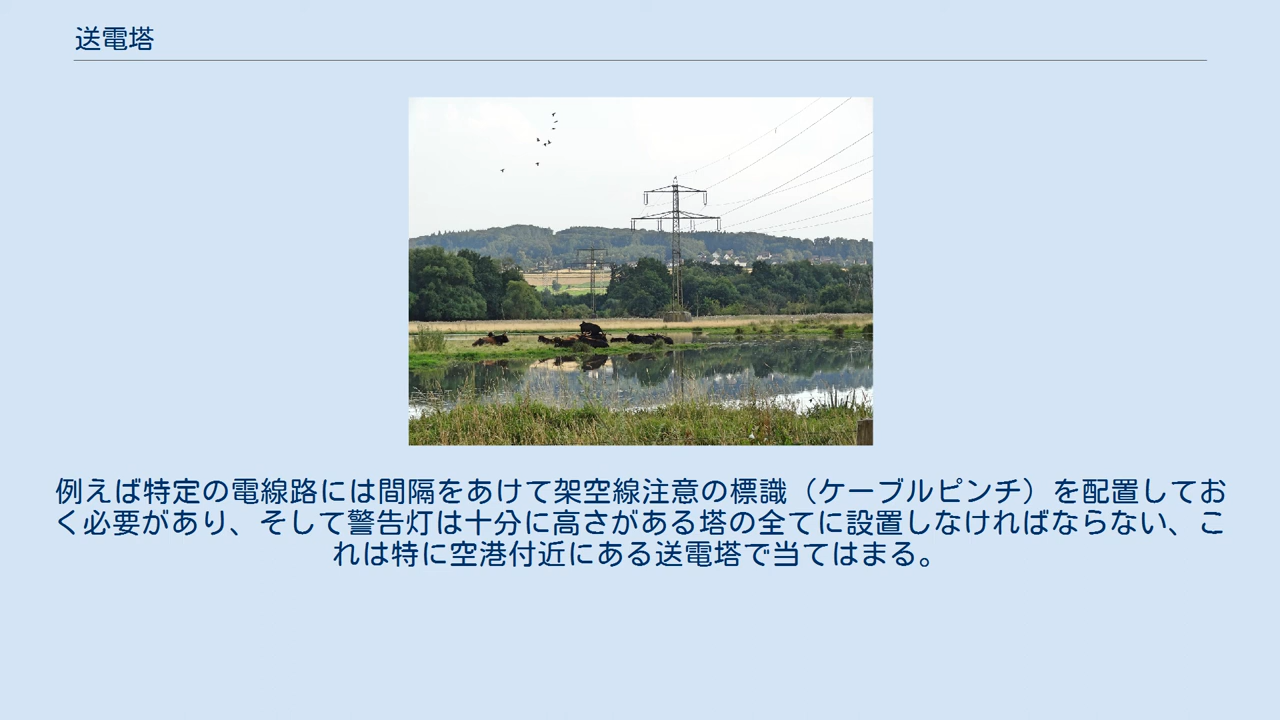 送電塔
例えば特定の電線路には間隔をあけて架空線注意の標識（ケーブルピンチ）を配置してお
く必要があり、そして警告灯は十分に高さがある塔の全てに設置しなければならない、こ
れは特に空港付近にある送電塔で当てはまる。